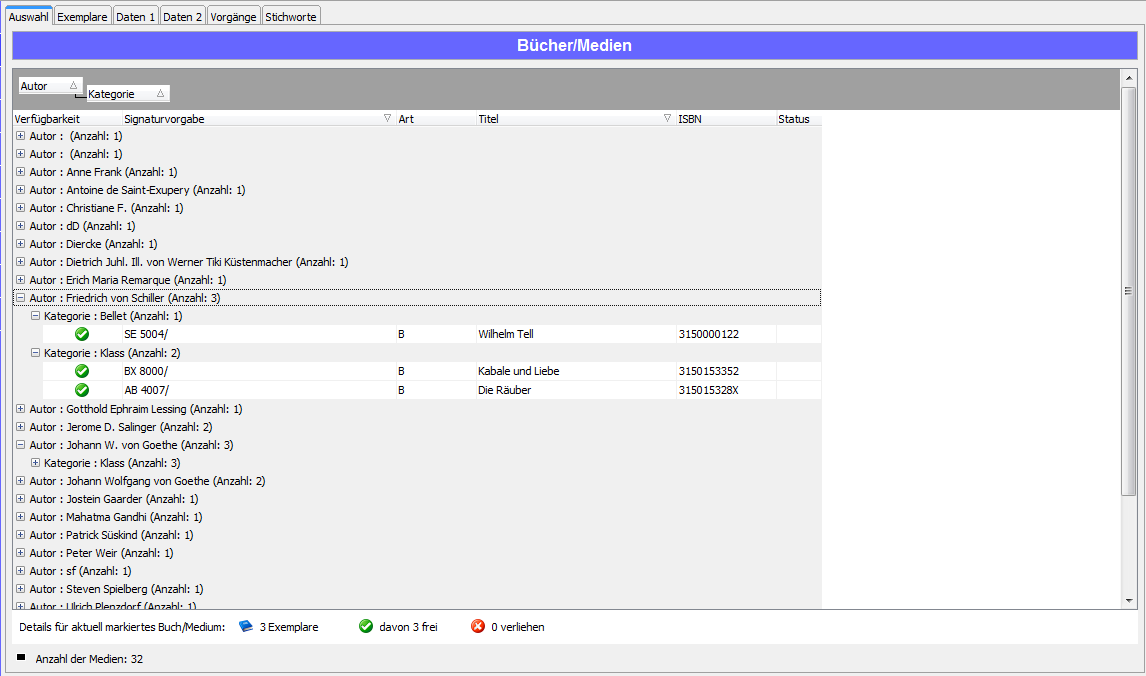 Auswahl Exemplare Daten 1 Daten 2 Vorgänge Stichworte
Bücher/Medien
Autor
Kategorie
Verfügbarkeit Signaturvorgabe Art Titel ISBN Status
Autor :  (Anzahl: 1)
Autor :  (Anzahl: 1)
Autor : Anne Frank (Anzahl: 1)
Autor : Antoine de Saint-Exupery (Anzahl: 1)
Autor : Christiane F. (Anzahl: 1)
Autor : dD (Anzahl: 1)
Autor : Diercke (Anzahl: 1)
Autor : Dietrich Juhl. Ill. von Werner Tiki Küstenmacher (Anzahl: 1)
Autor : Erich Maria Remarque (Anzahl: 1)
Autor : Friedrich von Schiller (Anzahl: 3)
Kategorie : Bellet (Anzahl: 1)
SE 5004/ B Wilhelm Tell 3150000122
Kategorie : Klass (Anzahl: 2)
BX 8000/ B Kabale und Liebe 3150153352
AB 4007/ B Die Räuber 315015328X
Autor : Gotthold Ephraim Lessing (Anzahl: 1)
Autor : Jerome D. Salinger (Anzahl: 2)
Autor : Johann W. von Goethe (Anzahl: 3)
Kategorie : Klass (Anzahl: 3)
Autor : Johann Wolfgang von Goethe (Anzahl: 2)
Autor : Jostein Gaarder (Anzahl: 1)
Autor : Mahatma Gandhi (Anzahl: 1)
Autor : Patrick Süskind (Anzahl: 1)
Autor : Peter Weir (Anzahl: 1)
Autor : sf (Anzahl: 1)
Autor : Steven Spielberg (Anzahl: 1)
Autor : Ulrich Plenzdorf (Anzahl: 1)
Details für aktuell markiertes Buch/Medium: 3 Exemplare davon 3 frei 0 verliehen
Anzahl der Medien: 32